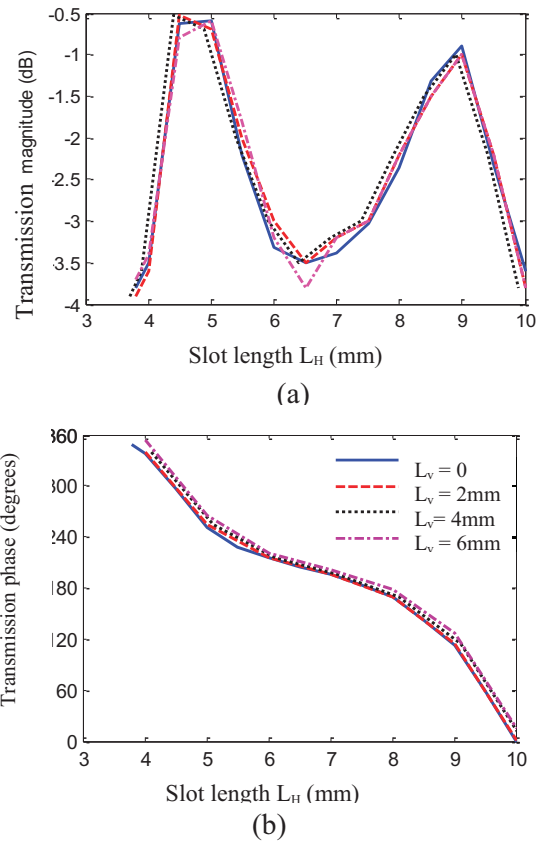 -0.5
-1
-1.5
-2
-2.5
-3
-3.5
-4
Transmission magnitude (dB)
3 4 5 6 7 8 9 10
Slot length LH (mm)
(a)
360
300
240
180
120
60
0
Transmission phase (degrees)
Lv = 0
Lv = 2mm
Lv= 4mm
Lv = 6mm
3 4 5 6 7 8 9 10
Slot length LH (mm)
(b)